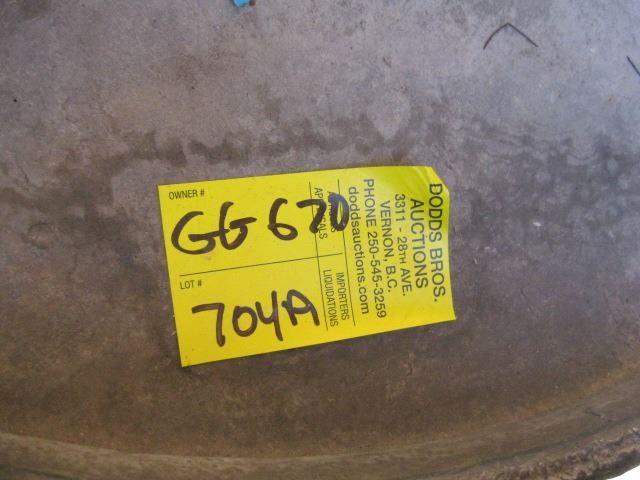 OWNER #
GG 670
LOT #
704A
DODDS BROS.
AUCTIONS
3311 - 28TH AVE.
VERNON, B.C.
PHONE 250-545-3259
doddsauctions.com
IMPORTERS
LIQUIDATIONS